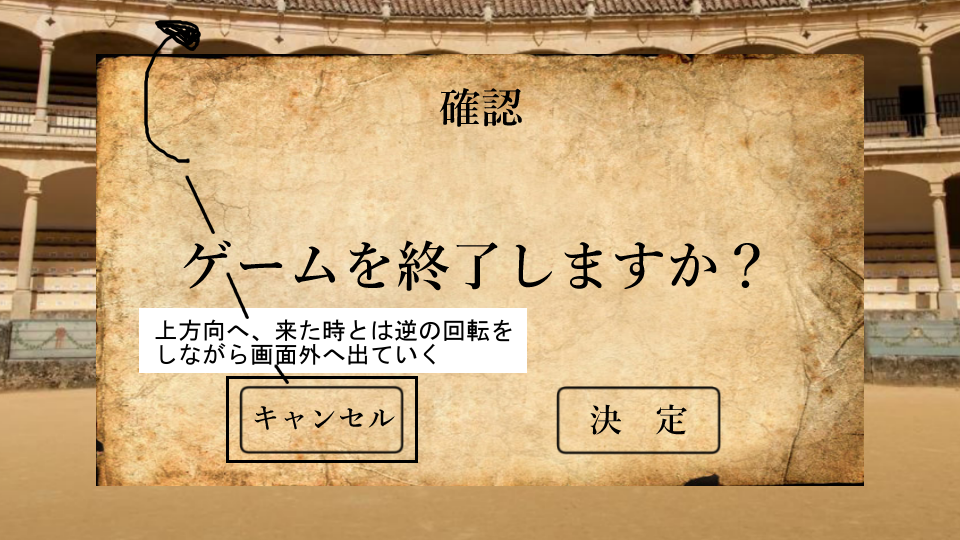 確認
ゲームを終了しますか？
上方向へ、来た時とは逆の回転を
しながら画面外へ出ていく
キャンセル
決　定